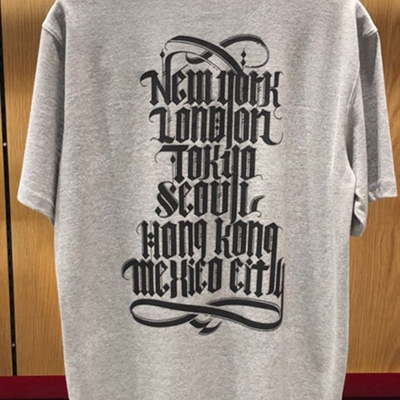 New York
London
Tokyo
Seoul
Hong Kong
Mexico City